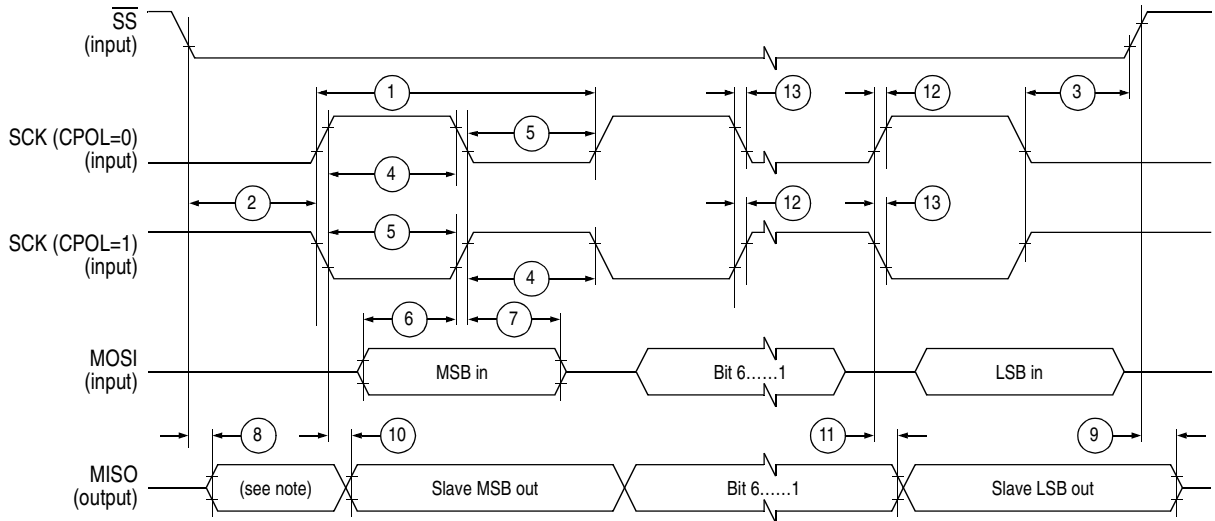 SS
(input)
1
13
12
3
SCK (CPOL=0)
(input)
5
4
2
12
13
SCK (CPOL=1)
(input)
5
4
6
7
MOSI
(input)
MSB in
Bit 6......1
LSB in
8
10
11
9
MISO
(output)
(see note)
Slave MSB out
Bit 6......1
Slave LSB out